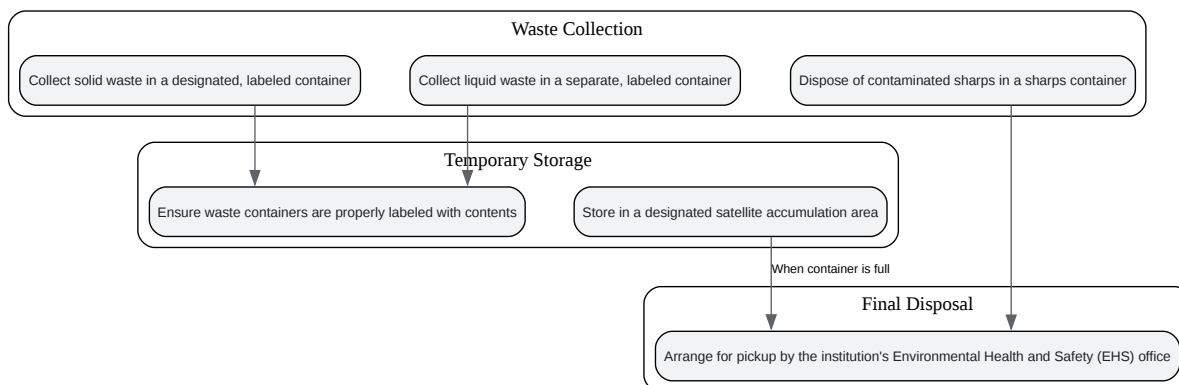 Waste Collection
Collect solid waste in a designated, labeled container
Collect liquid waste in a separate, labeled container
Dispose of contaminated sharps in a sharps container
Temporary Storage
Ensure waste containers are properly labeled with contents
Store in a designated satellite accumulation area
When container is full
Final Disposal
Arrange for pickup by the institution's Environmental Health and Safety (EHS) office